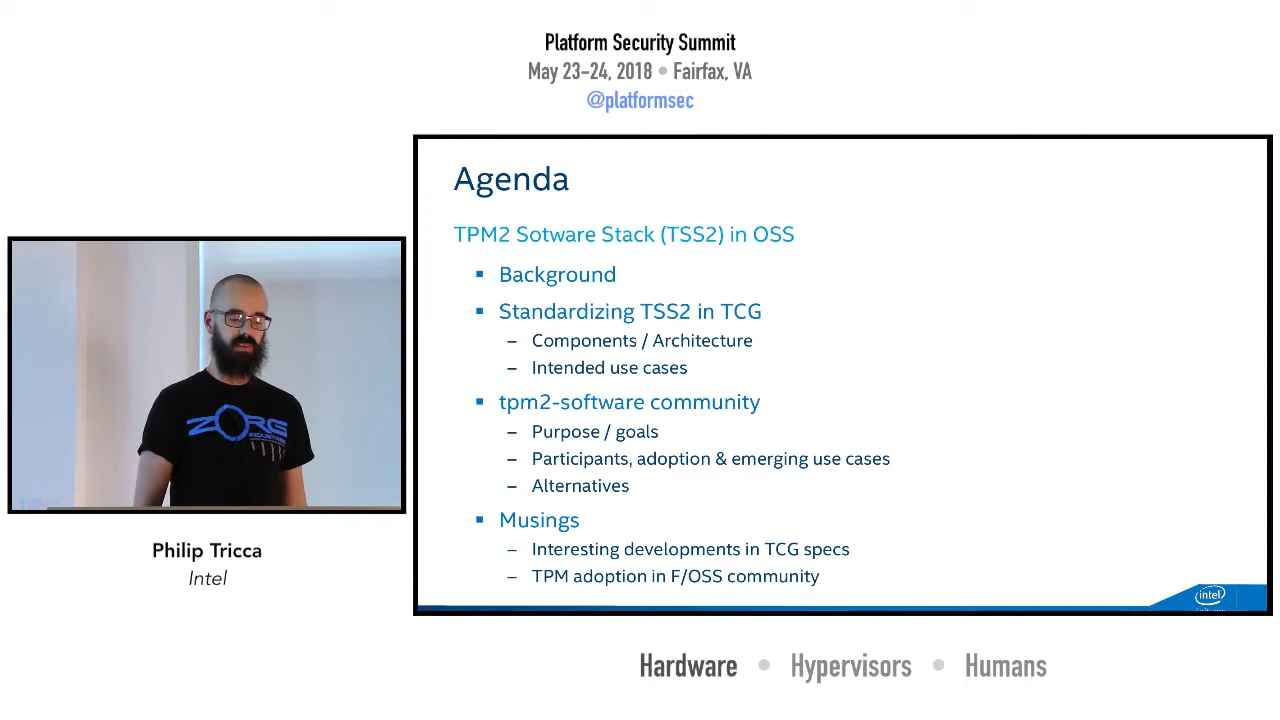 Platform Security Summit
May 23-24, 2018 • Fairfax, VA
@platformsec
Agenda
TPM2 Sotware Stack (TSS2) in OSS
▪ Background
▪ Standardizing TSS2 in TCG
– Components / Architecture
– Intended use cases
▪ tpm2-software community
– Purpose / goals
– Participants, adoption & emerging use cases
– Alternatives
▪ Musings
– Interesting developments in TCG specs
– TPM adoption in F/OSS community
intel
ZORG
INDUSTRIES
Philip Tricca
Intel
Hardware • Hypervisors • Humans